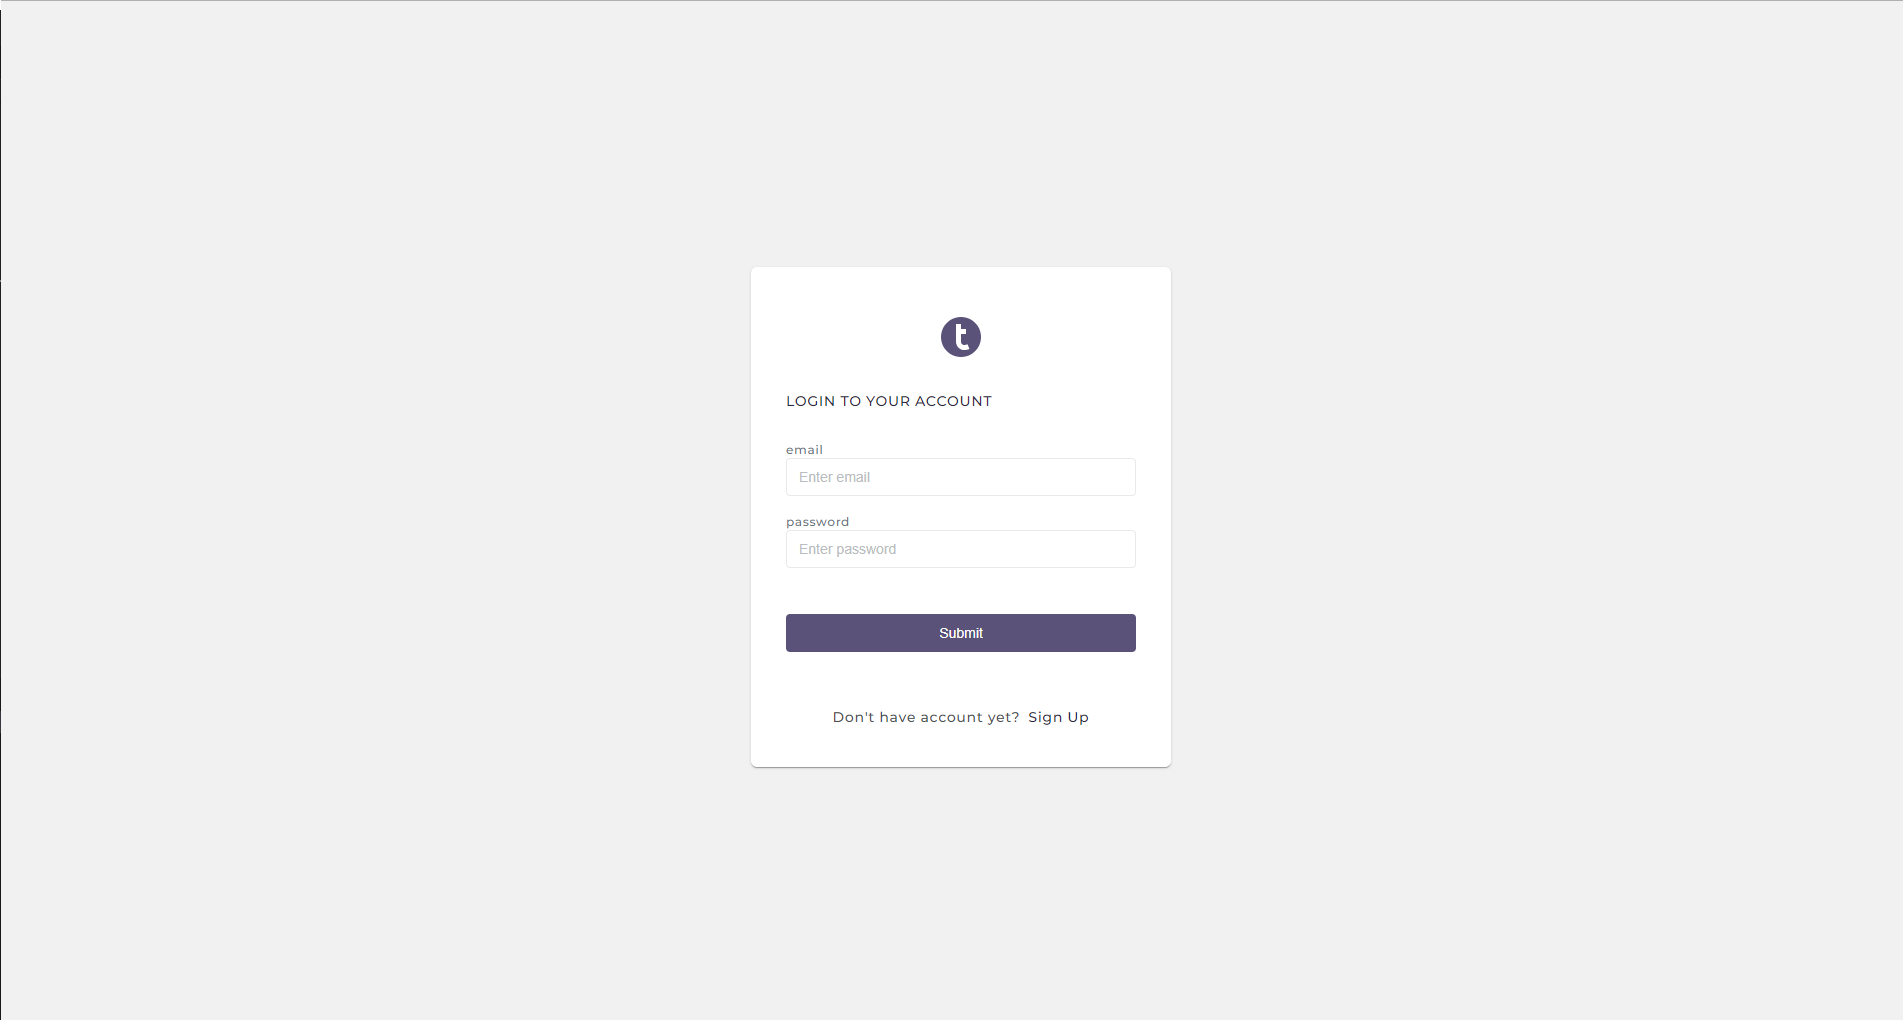 t
LOGIN TO YOUR ACCOUNT
email
Enter email
password
Enter password
Submit
Don't have account yet? Sign Up